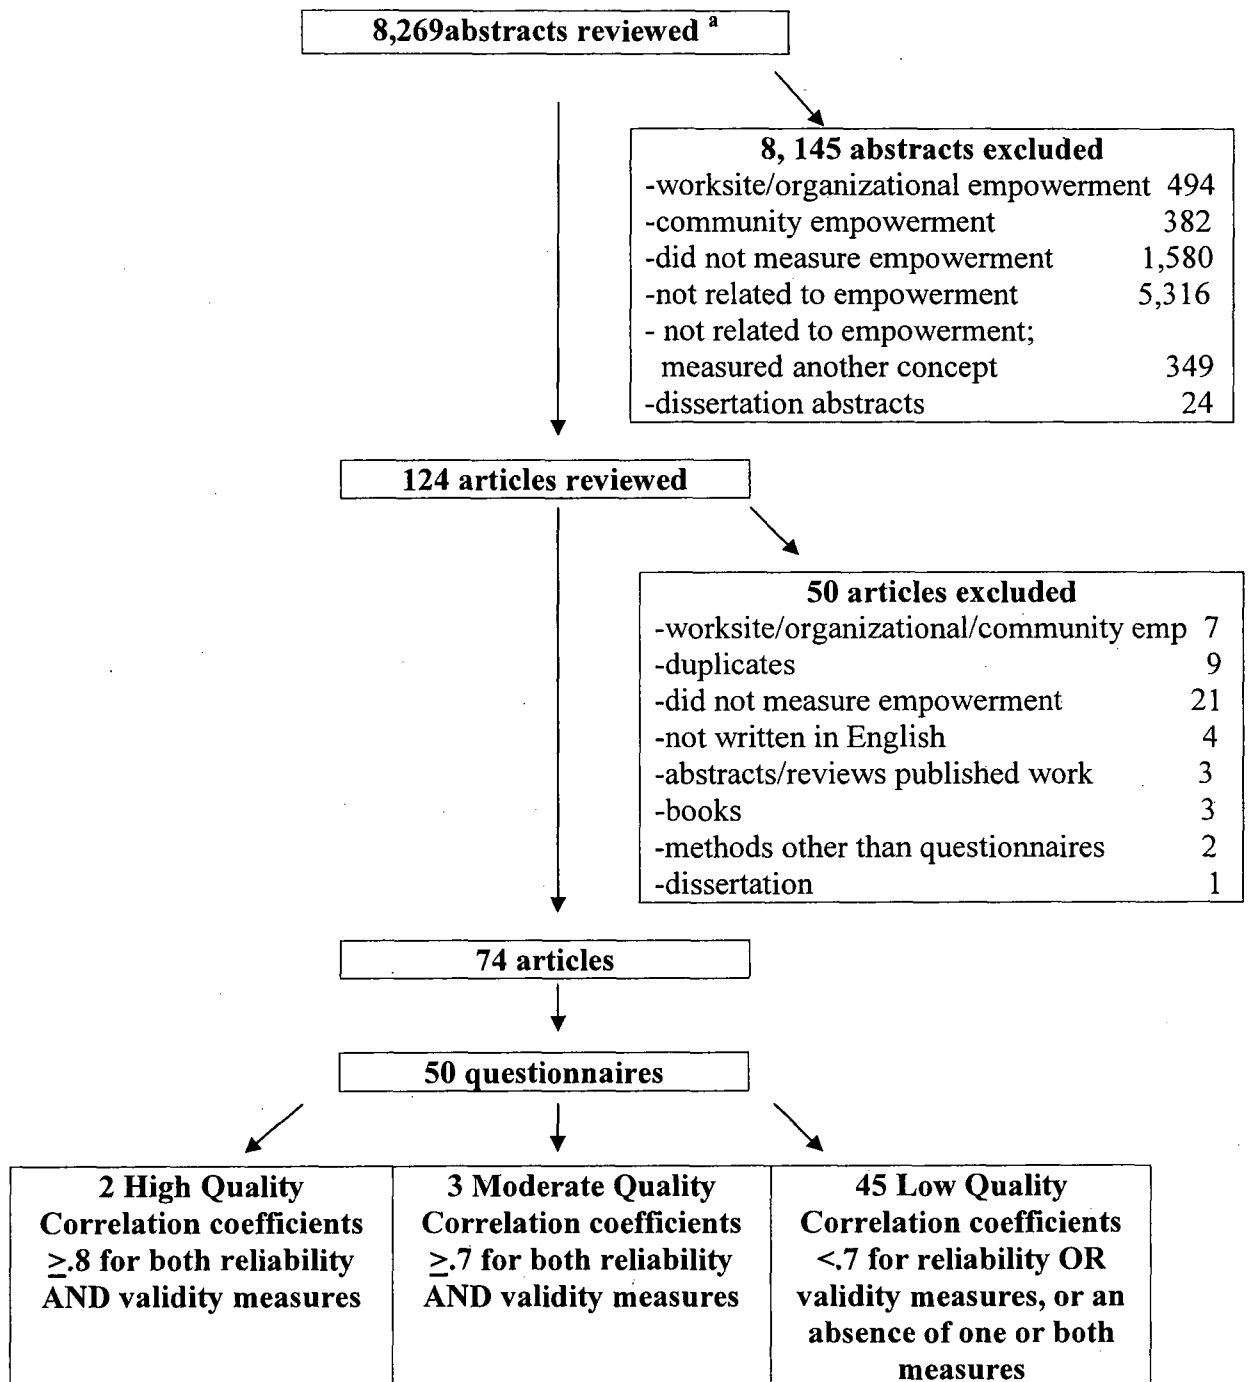 8,269abstracts reviewed a
8, 145 abstracts excluded
-worksite/organizational empowerment 494
-community empowerment 382
-did not measure empowerment 1,580
-not related to empowerment 5,316
- not related to empowerment;
measured another concept 349
-dissertation abstracts 24
124 articles reviewed
50 articles excluded
-worksite/organizational/community emp 7
-duplicates 9
-did not measure empowerment 21
-not written in English 4
-abstracts/reviews published work 3
-books 3
-methods other than questionnaires 2
-dissertation 1
74 articles
50 questionnaires
2 High Quality
Correlation coefficients
≥.8 for both reliability
AND validity measures
3 Moderate Quality
Correlation coefficients
≥.7 for both reliability
AND validity measures
45 Low Quality
Correlation coefficients
<.7 for reliability OR
validity measures, or an
absence of one or both
measures